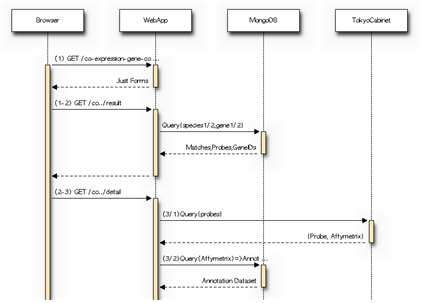 Browser
WebApp
MongoDB
TokyoCabinet
(1) GET /co-expression-gene-co ...
Just Forms
(1-2) GET /co../result
Query(species1/2,gene1/2)
Matches,Probes,GeneIDs
(2-3) GET /co../detail
(3/1)Query(probes)
[Probe, Affymetrix]
(3/2)Query(Affymetrix)=>Annot ...
Annotation Dataset